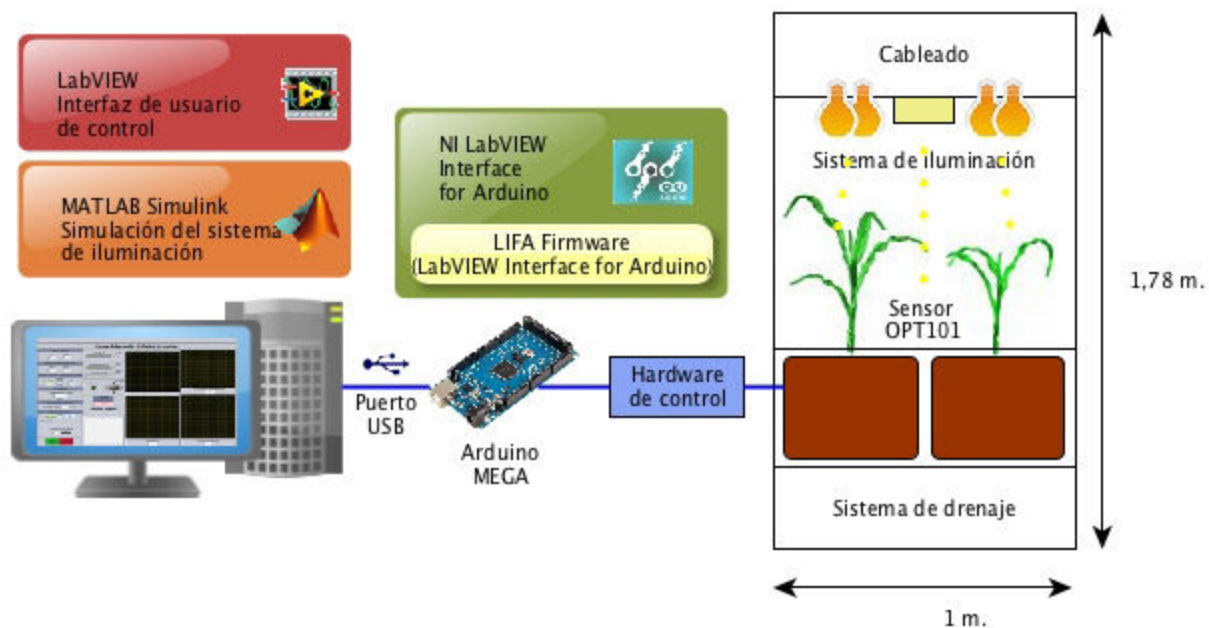 LabVIEW
Interfaz de usuario
de control
MATLAB Simulink
Simulación del sistema
de iluminación
NI LabVIEW
Interface
for Arduino
LIFA Firmware
(LabVIEW Interface for Arduino)
Puerto
USB
Arduino
MEGA
Hardware
de control
Cableado
Sistema de iluminación
Sensor
OPT101
Sistema de drenaje
1,78 m.
1 m.